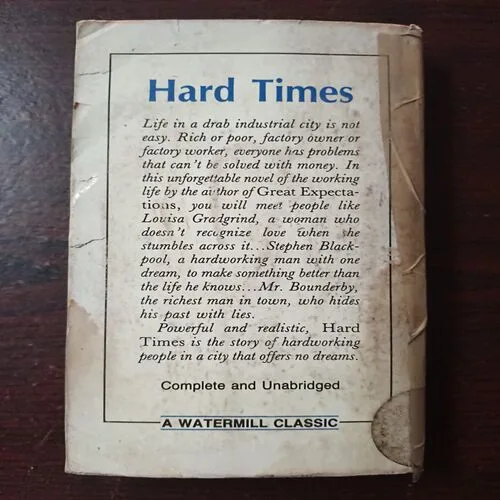 Hard Times
Life in a drab industrial city is not
easy. Rich or poor, factory owner or
factory worker, everyone has problems
that can't be solved with money. In
this unforgettable novel of the working
life by the author of Great Expecta-
tions, you will meet people like
Louisa Gradgrind, a woman who
doesn't recognize love when she
stumbles across it...Stephen Black-
pool, a hardworking man with one
dream, to make something better than
the life he knows...Mr. Bounderby,
the richest man in town, who hides
his past with lies.
Powerful and realistic, Hard
Times is the story of hardworking
people in a city that offers no dreams.
Complete and Unabridged
A WATERMILL CLASSIC